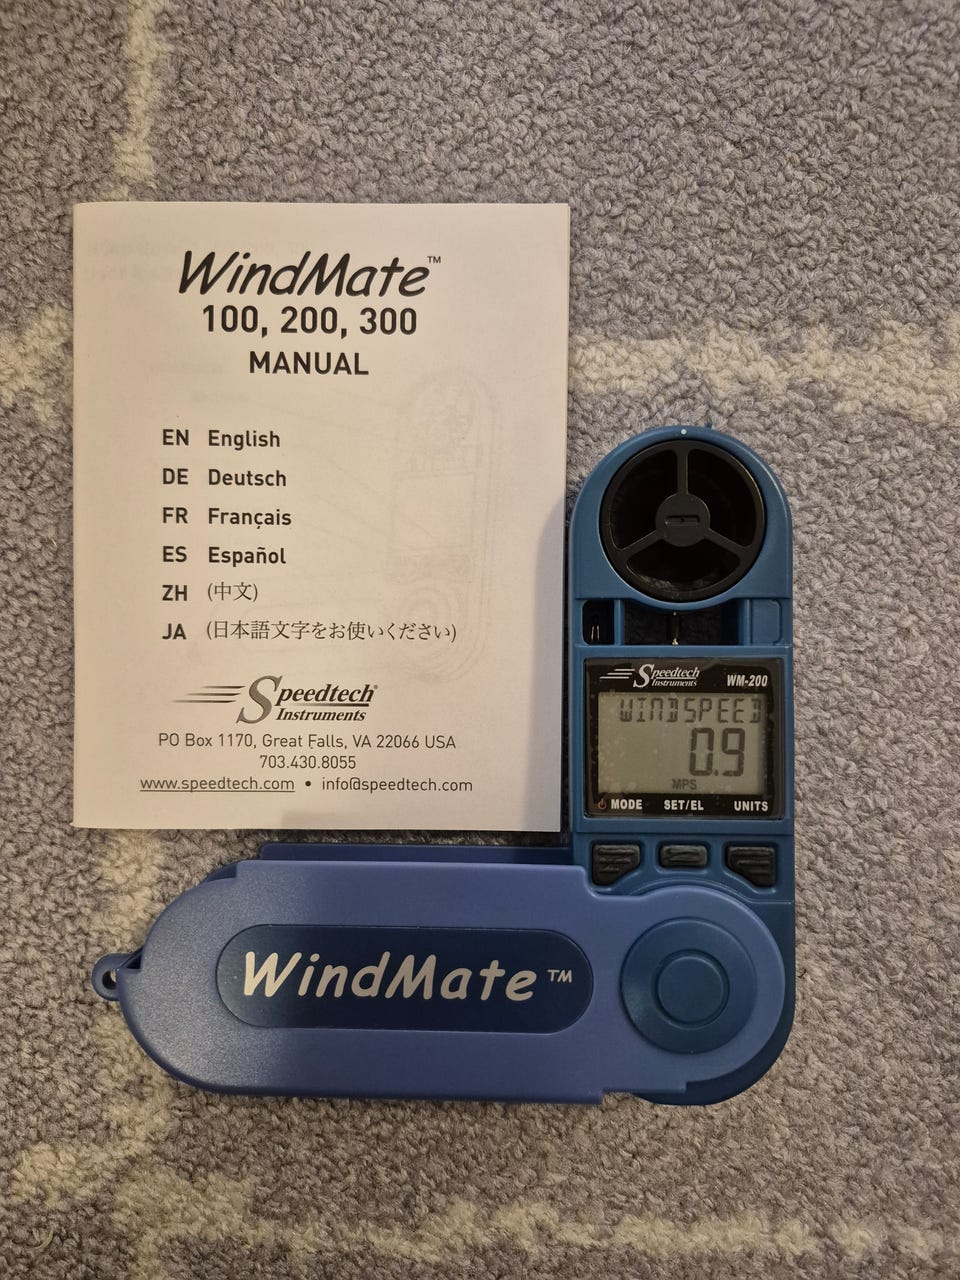 WindMate™
100, 200, 300
MANUAL
EN English
DE Deutsch
FR Français
ES Español
ZH (中文)
JA (日本語文字をお使いください)
Speedtech®
Instruments
PO Box 1170, Great Falls, VA 22066 USA
703.430.8055
www.speedtech.com • info@speedtech.com
Speedtech
Instruments
WM-200
WINDSPEED
0.9
MPS
MODE SET/EL UNITS
WindMate™